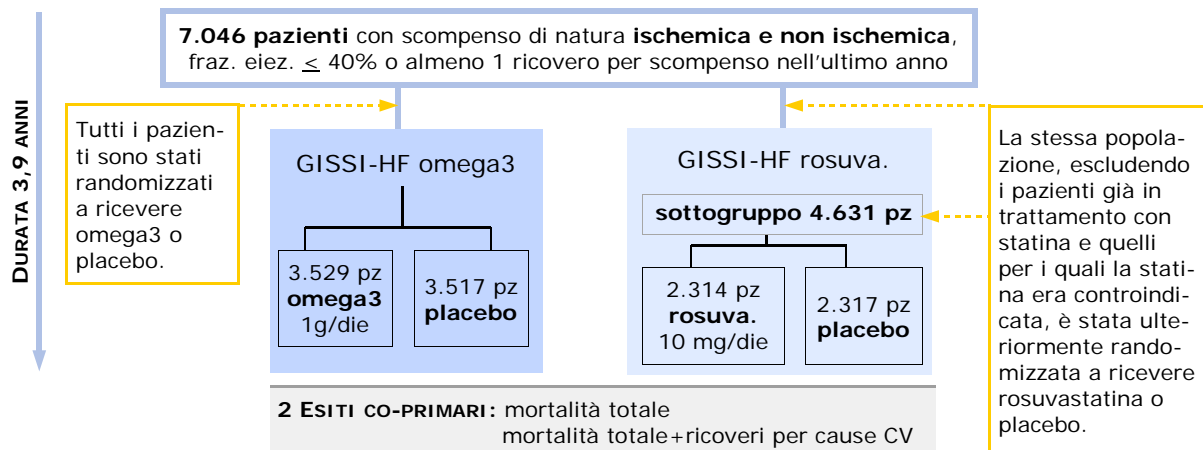 7.046 pazienti con scompenso di natura ischemica e non ischemica,
fraz. eiez. ≤ 40% o almeno 1 ricovero per scompenso nell'ultimo anno
DURATA 3,9 ANNI
Tutti i pazien-
ti sono stati
randomizzati
a ricevere
omega3 o
placebo.
GISSI-HF omega3
3.529 pz
omega3
1g/die
3.517 pz
placebo
GISSI-HF rosuva.
sottogruppo 4.631 pz
2.314 pz
rosuva.
10 mg/die
2.317 pz
placebo
La stessa popola-
zione, escludendo
i pazienti già in
trattamento con
statina e quelli
per i quali la stati-
na era controindi-
cata, è stata ulte-
riormente rando-
mizzata a ricevere
rosuvastatina o
placebo.
2 ESITI CO-PRIMARI: mortalità totale
mortalità totale+ricoveri per cause CV